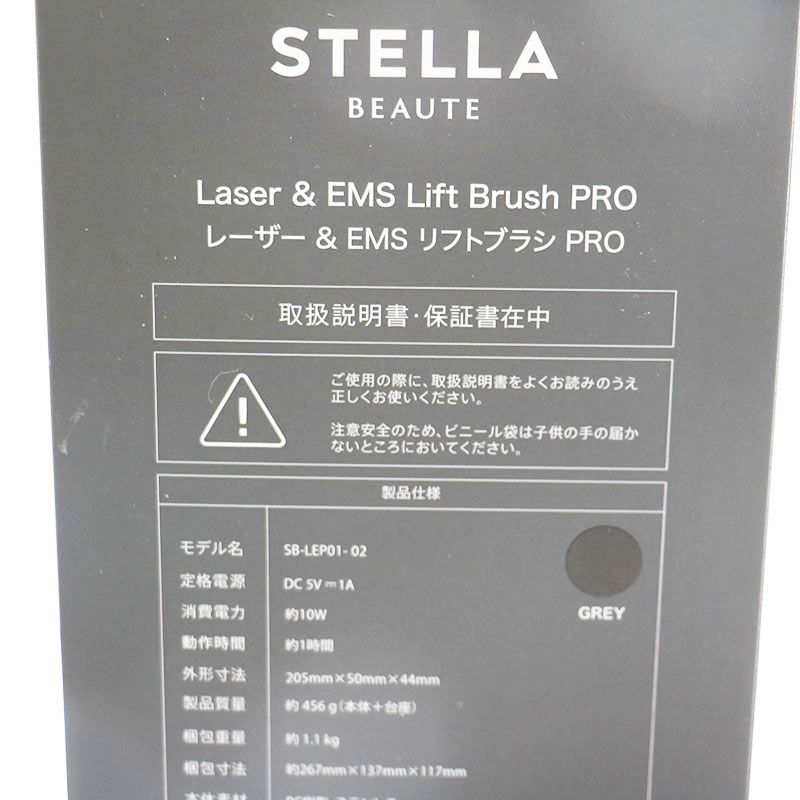 STELLA
BEAUTE
Laser & EMS Lift Brush PRO
レーザー & EMS リフトブラシ PRO
取扱説明書・保証書在中
ご使用の際に、取扱説明書をよくお読みのうえ
正しくお使いください。
注意安全のため、ビニール袋は子供の手の届か
ないところにおいてください。
製品仕様
モデル名 SB-LEP01- 02
定格電源 DC 5V⎓1A
GREY
消費電力 約10W
動作時間 約1時間
外形寸法 205mm×50mm×44mm
製品質量 約 456 g（本体＋台座）
梱包重量 約 1.1 kg
梱包寸法 約267mm×137mm×117mm
本体素材